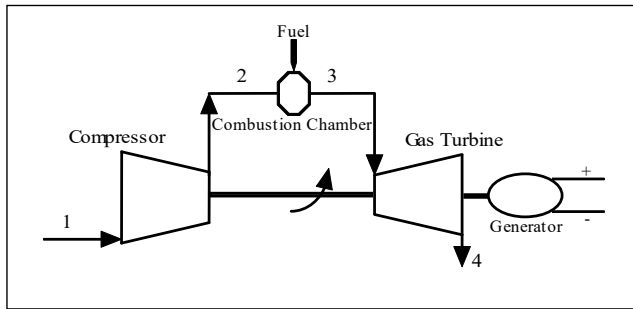 Fuel
2
3
Combustion Chamber
Compressor
Gas Turbine
1
+
-
Generator
4